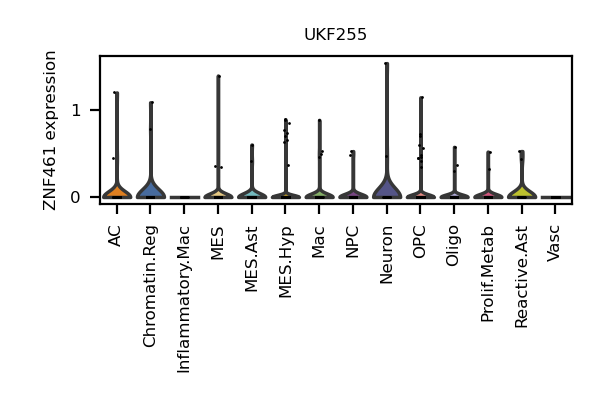 UKF255
ZNF461 expression
1
0
AC
Chromatin.Reg
Inflammatory.Mac
MES
MES.Ast
MES.Hyp
Mac
NPC
Neuron
OPC
Oligo
Prolif.Metab
Reactive.Ast
Vasc